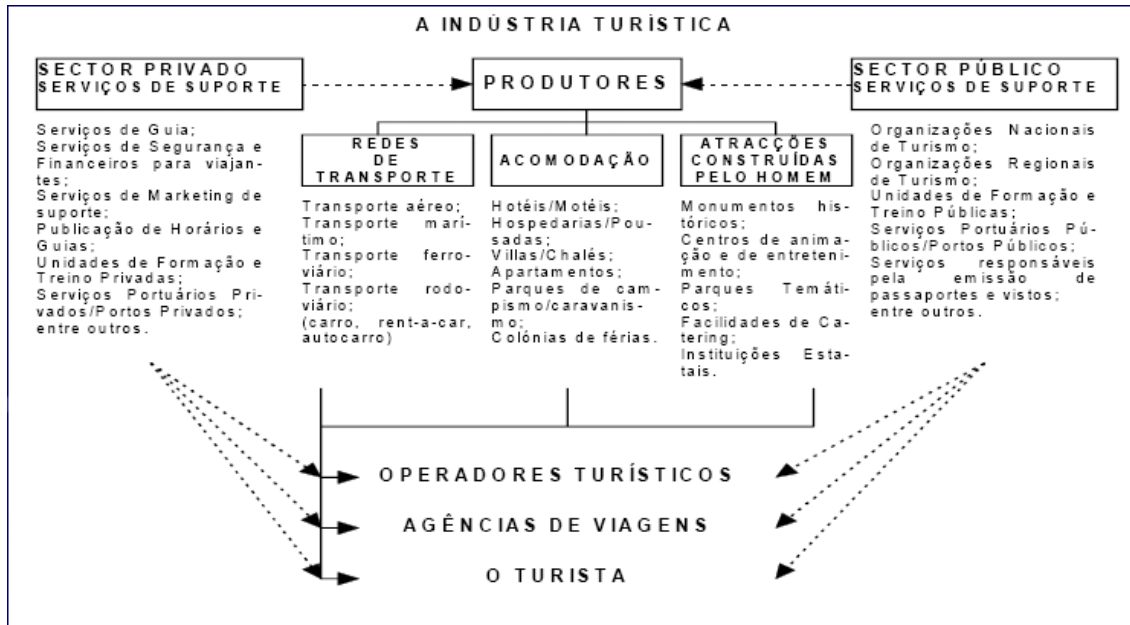 A INDÚSTRIA TURÍSTICA
SECTOR PRIVADO
SERVIÇOS DE SUPORTE
PRODUTORES
SECTOR PÚBLICO
SERVIÇOS DE SUPORTE
Serviços de Guia;
Serviços de Segurança e
Financeiros para viajan-
tes;
Serviços de Marketing de
suporte;
Publicação de Horários e
Guias;
Unidades de Formação e
Treino Privadas;
Serviços Portuários Pri-
vados/Portos Privados;
entre outros.
REDES
DE
TRANSPORTE
Transporte aéreo;
Transporte marí-
timo;
Transporte ferro-
viário;
Transporte rodo-
viário;
(carro, rent-a-car,
autocarro)
ACOMODAÇÃO
Hotéis/Motéis;
Hospedarias/Pou-
sadas;
Villas/Chalés;
Apartamentos;
Parques de cam-
pismo/caravanis-
mo;
Colónias de férias.
ATRACÇÕES
CONSTRUÍDAS
PELO HOMEM
Monumentos his-
tóricos;
Centros de anima-
ção e de entreteni-
mento;
Parques Temáti-
cos;
Facilidades de Ca-
tering;
Instituições Esta-
tais.
Organizações Nacionais
de Turismo;
Organizações Regionais
de Turismo;
Unidades de Formação e
Treino Públicas;
Serviços Portuários Pú-
blicos/Portos Públicos;
Serviços responsáveis
pela emissão de
passaportes e vistos;
entre outros.
OPERADORES TURÍSTICOS
AGÊNCIAS DE VIAGENS
O TURISTA